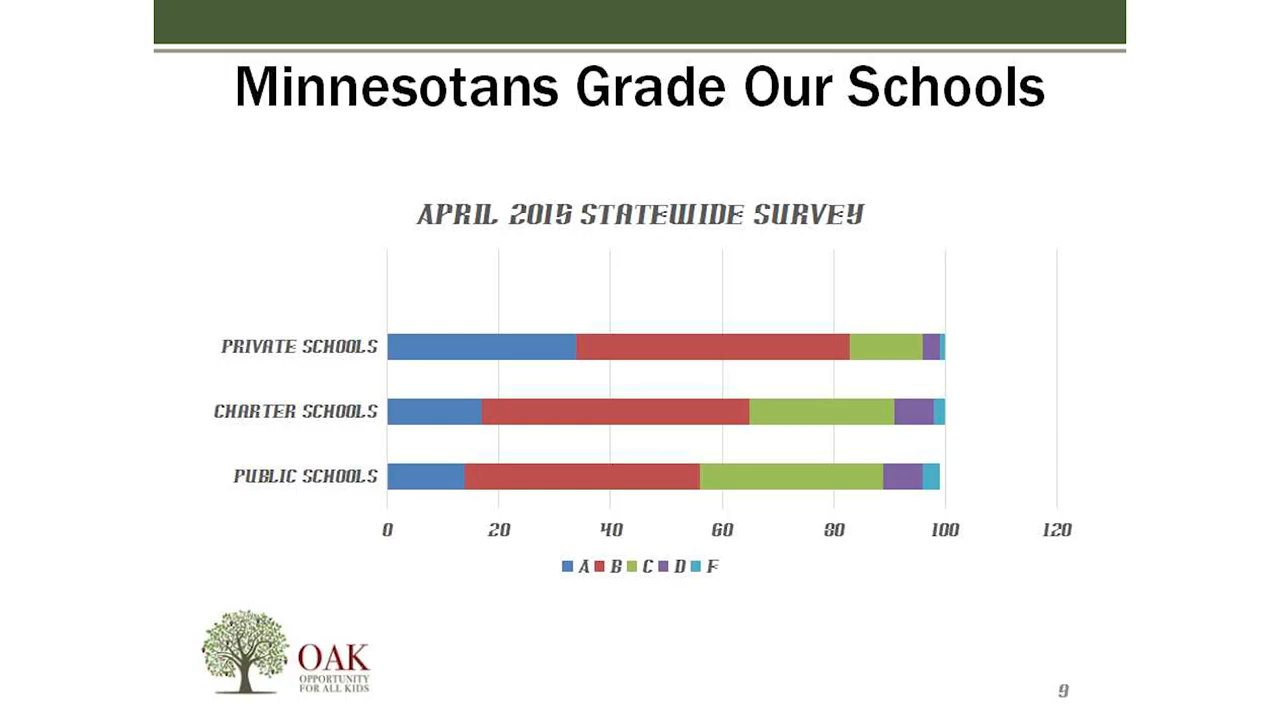 Minnesotans Grade Our Schools
APRIL 2015 STATEWIDE SURVEY
PRIVATE SCHOOLS
CHARTER SCHOOLS
PUBLIC SCHOOLS
0 20 40 60 80 100 120
A B C D F
OAK
OPPORTUNITY
FOR ALL KIDS
9